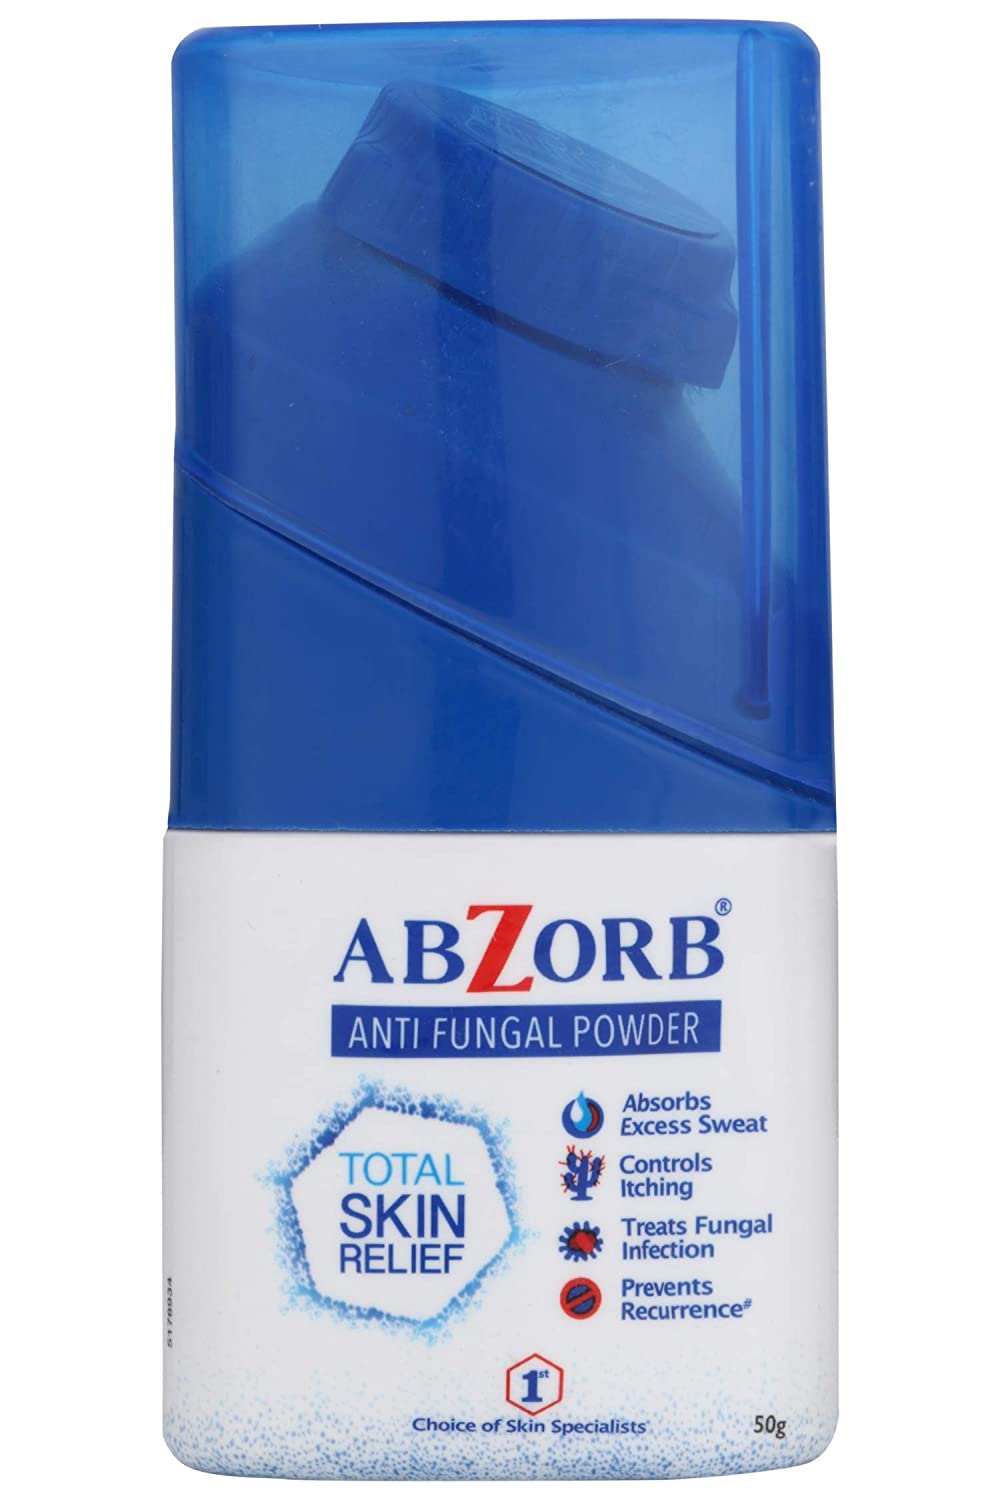 ABZORB®
ANTI FUNGAL POWDER
TOTAL
SKIN
RELIEF
Absorbs
Excess Sweat
Controls
Itching
Treats Fungal
Infection
Prevents
Recurrence#
5178934
1st
Choice of Skin Specialists
50g